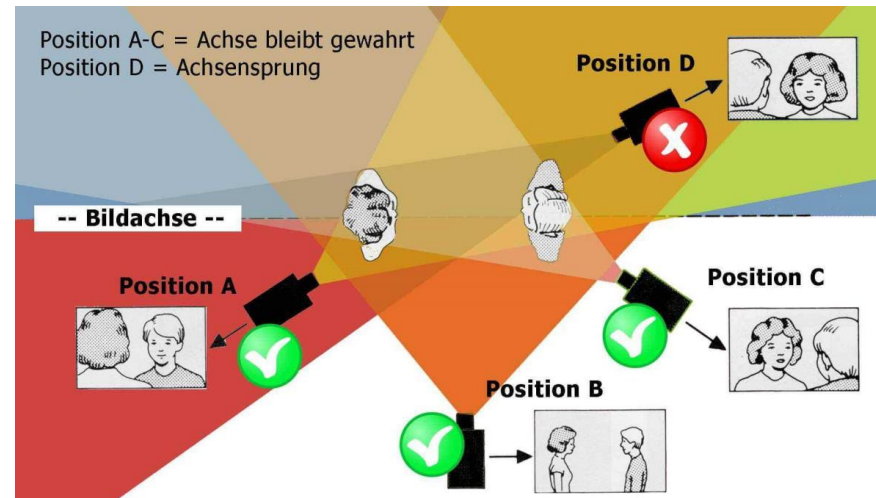 Position A-C = Achse bleibt gewahrt
Position D = Achsensprung
Position D
-- Bildachse --
Position A
Position C
Position B